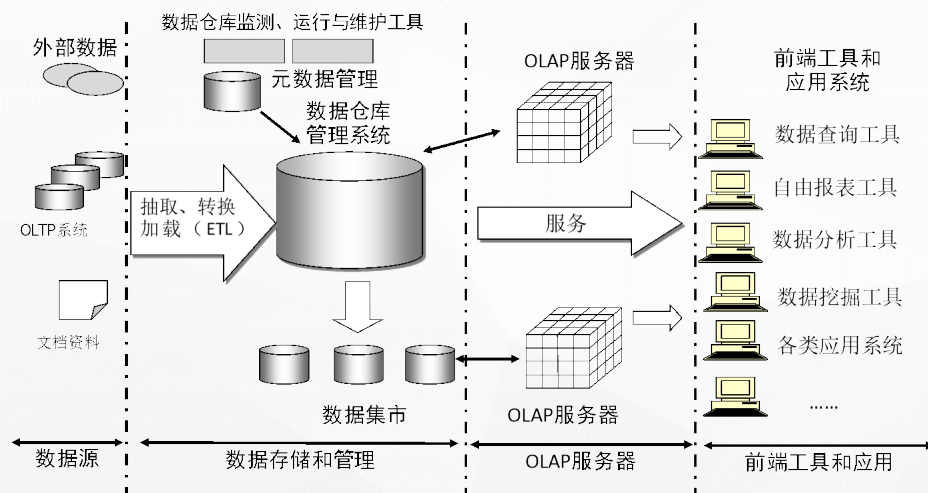 数据仓库监测、运行与维护工具
外部数据
元数据管理
数据仓库
管理系统
OLAP服务器
前端工具和
应用系统
OLTP系统
抽取、转换
加载（ETL）
服务
数据查询工具
自由报表工具
数据分析工具
数据挖掘工具
各类应用系统
……
文档资料
数据集市
OLAP服务器
数据源
数据存储和管理
OLAP服务器
前端工具和应用